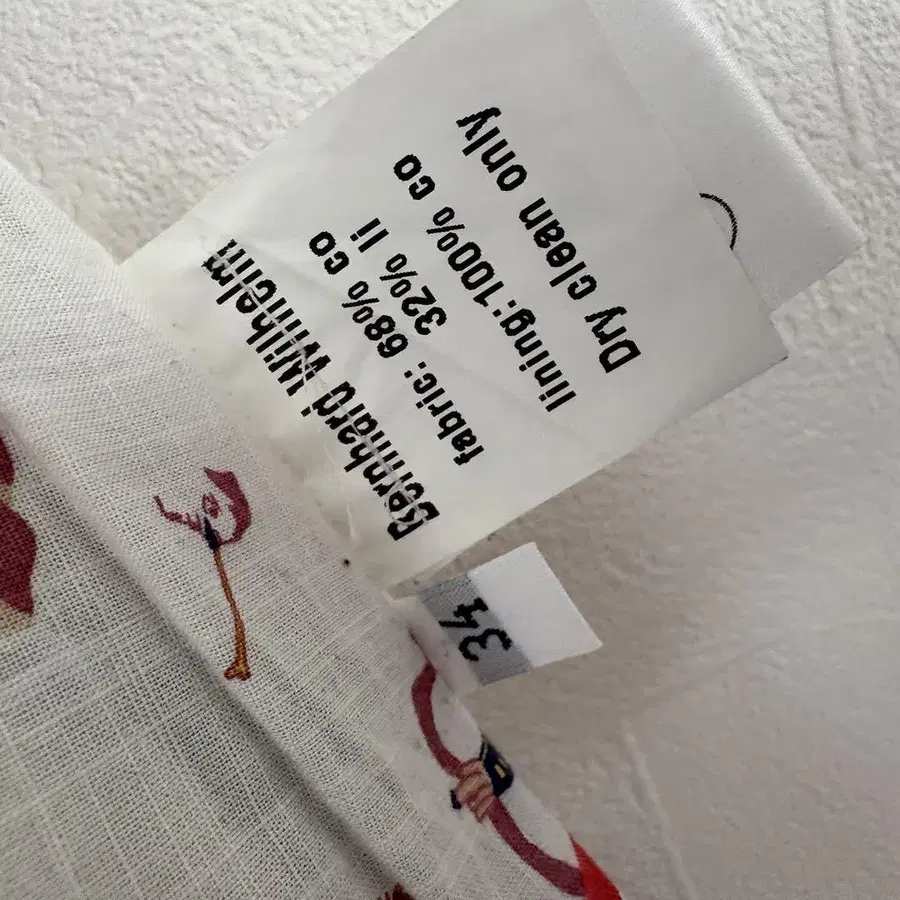 Bernhard Willhelm
fabric: 68% co
32% li
lining: 100% co
Dry clean only
34